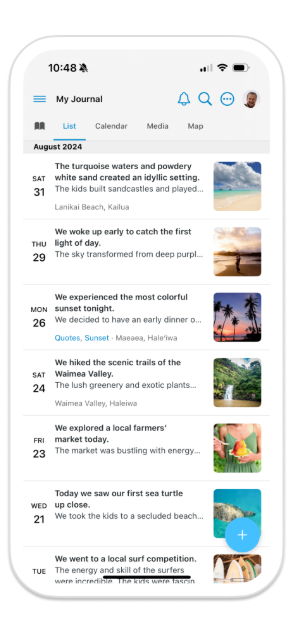 10:48
My Journal
List Calendar Media Map
August 2024
SAT
31
The turquoise waters and powdery
white sand created an idyllic setting.
The kids built sandcastles and played...
Lanikai Beach, Kailua
THU
29
We woke up early to catch the first
light of day.
The sky transformed from deep purpl...
MON
26
We experienced the most colorful
sunset tonight.
We decided to have an early dinner o...
Quotes, Sunset · Maeaea, Hale‘iwa
SAT
24
We hiked the scenic trails of the
Waimea Valley.
The lush greenery and exotic plants...
Waimea Valley, Haleiwa
FRI
23
We explored a local farmers'
market today.
The market was bustling with energy...
WED
21
Today we saw our first sea turtle
up close.
We took the kids to a secluded beach...
TUE
We went to a local surf competition.
The energy and skill of the surfers
were incredible. The kids were fascin